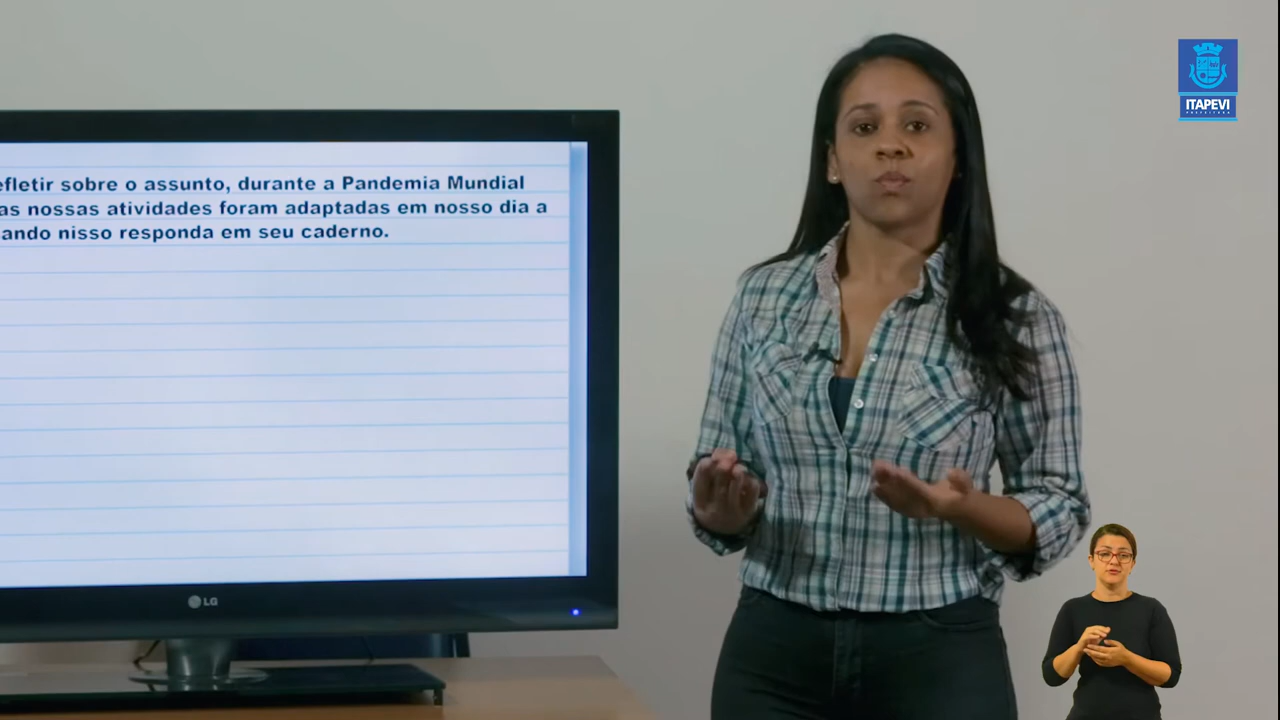 efletir sobre o assunto, durante a Pandemia Mundial
as nossas atividades foram adaptadas em nosso dia a
ando nisso responda em seu caderno.
LG
ITAPEVI
PREFEITURA